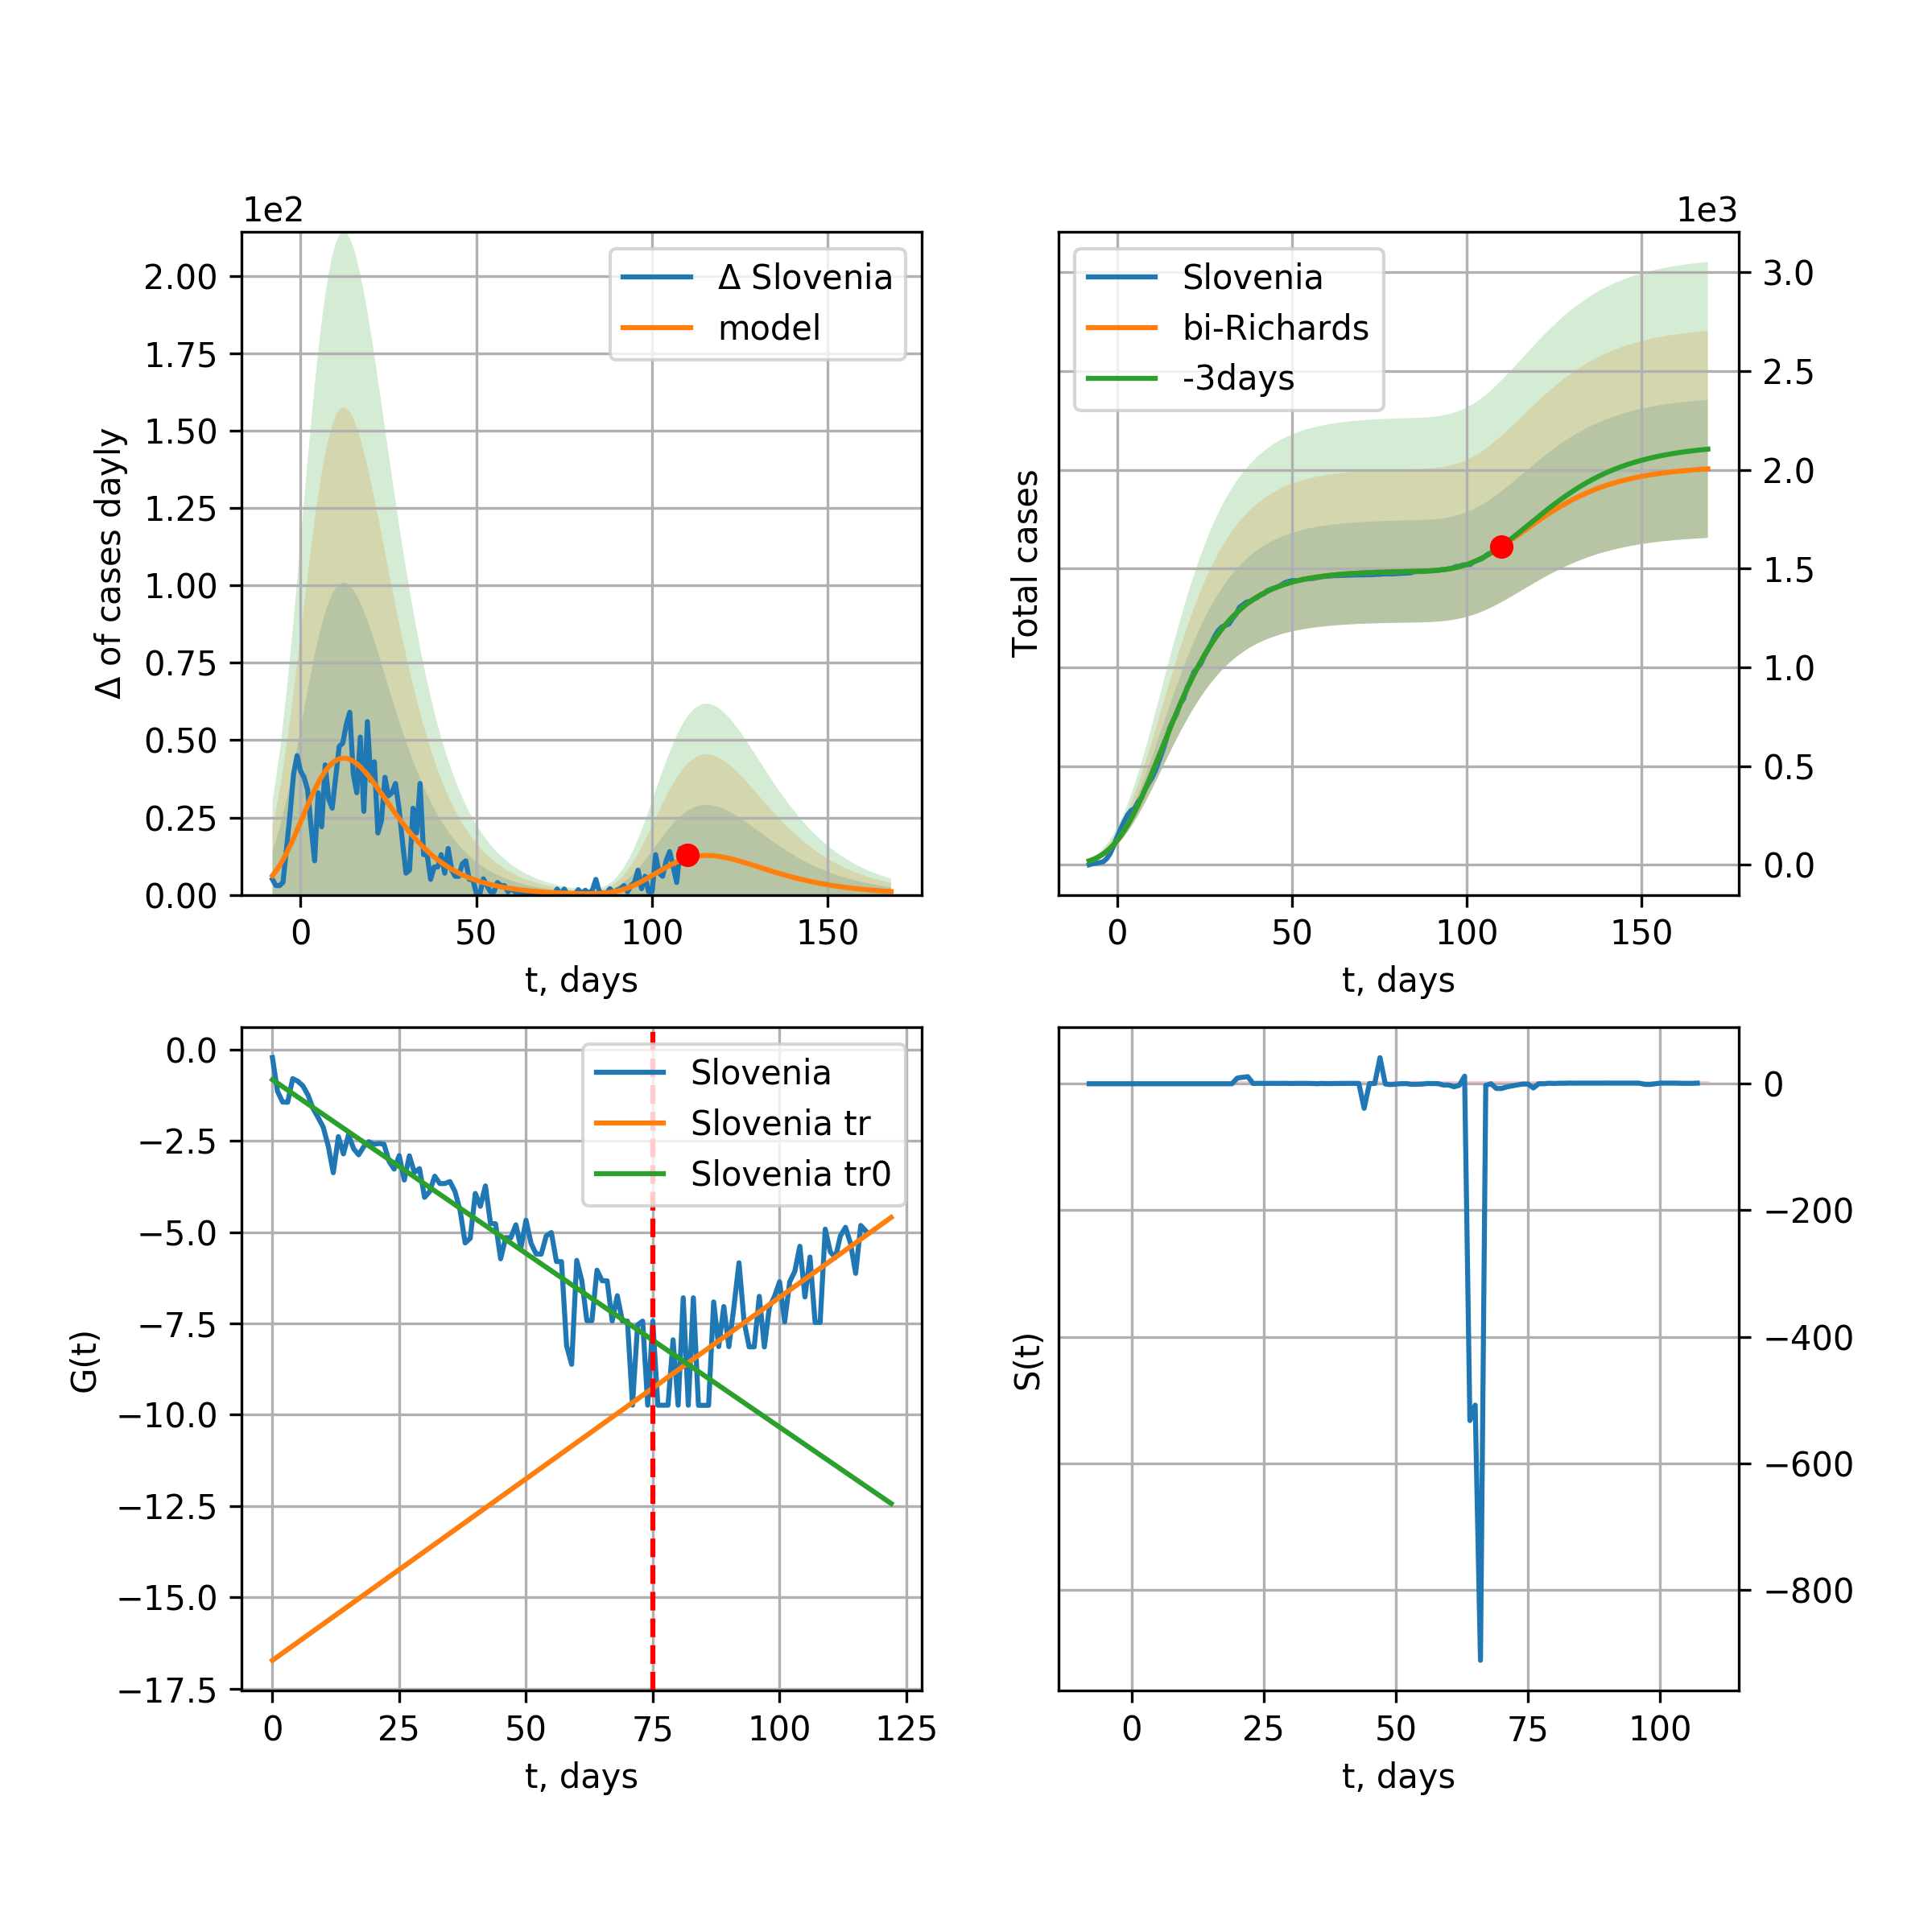 1e2
2.00
1.75
1.50
1.25
1.00
0.75
0.50
0.25
0.00
Δ of cases dayly
Δ Slovenia
model
0 50 100 150
t, days
1e3
3.0
2.5
2.0
1.5
1.0
0.5
0.0
Total cases
Slovenia
bi-Richards
-3days
0 50 100 150
t, days
0.0
−2.5
−5.0
−7.5
−10.0
−12.5
−15.0
−17.5
G(t)
Slovenia
Slovenia tr
Slovenia tr0
0 25 50 75 100 125
t, days
0
−200
−400
−600
−800
S(t)
0 25 50 75 100
t, days